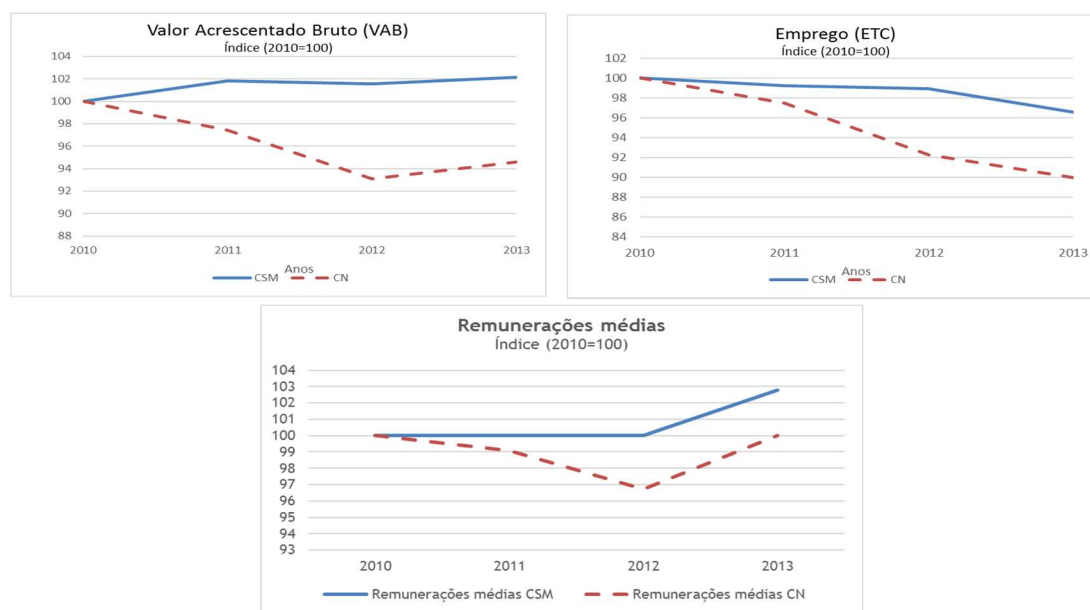 Valor Acrescentado Bruto (VAB)
Índice (2010=100)
104
102
100
98
96
94
92
90
88
2010 2011 2012 2013
Anos
CSM CN
Emprego (ETC)
Índice (2010=100)
102
100
98
96
94
92
90
88
86
84
2010 2011 2012 2013
Anos
CSM CN
Remunerações médias
Índice (2010=100)
104
103
102
101
100
99
98
97
96
95
94
93
2010 2011 2012 2013
Remunerações médias CSM Remunerações médias CN